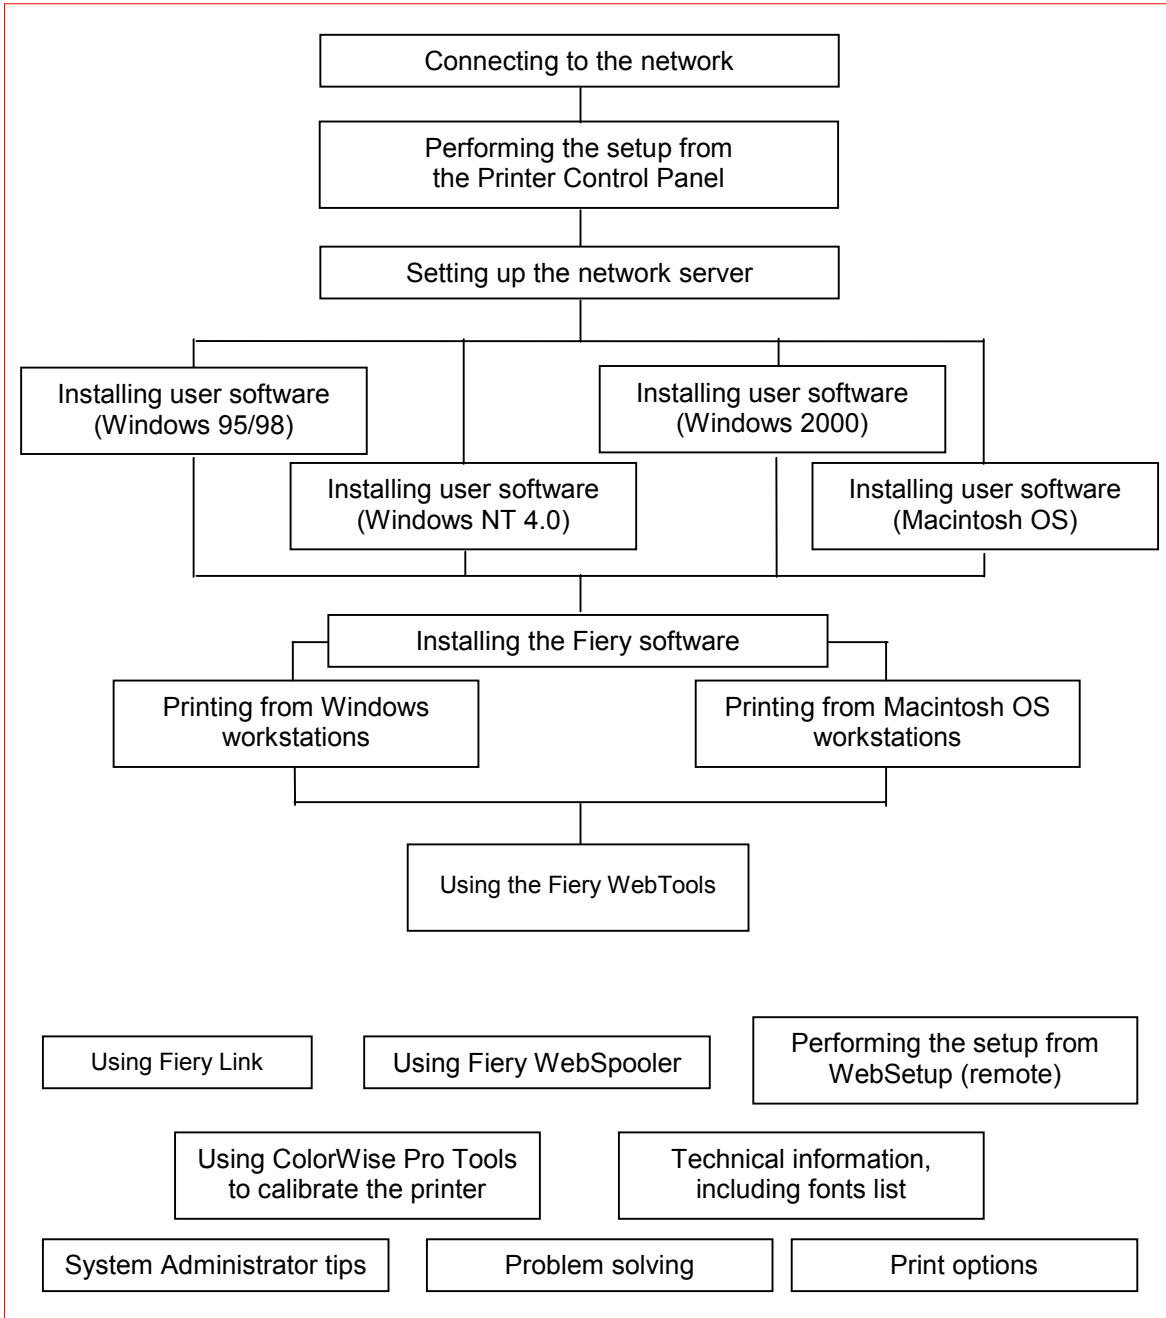 Connecting to the network
Performing the setup from
the Printer Control Panel
Setting up the network server
Installing user software
(Windows 95/98)
Installing user software
(Windows 2000)
Installing user software
(Windows NT 4.0)
Installing user software
(Macintosh OS)
Installing the Fiery software
Printing from Windows
workstations
Printing from Macintosh OS
workstations
Using the Fiery WebTools
Using Fiery Link
Using Fiery WebSpooler
Performing the setup from
WebSetup (remote)
Using ColorWise Pro Tools
to calibrate the printer
Technical information,
including fonts list
System Administrator tips
Problem solving
Print options